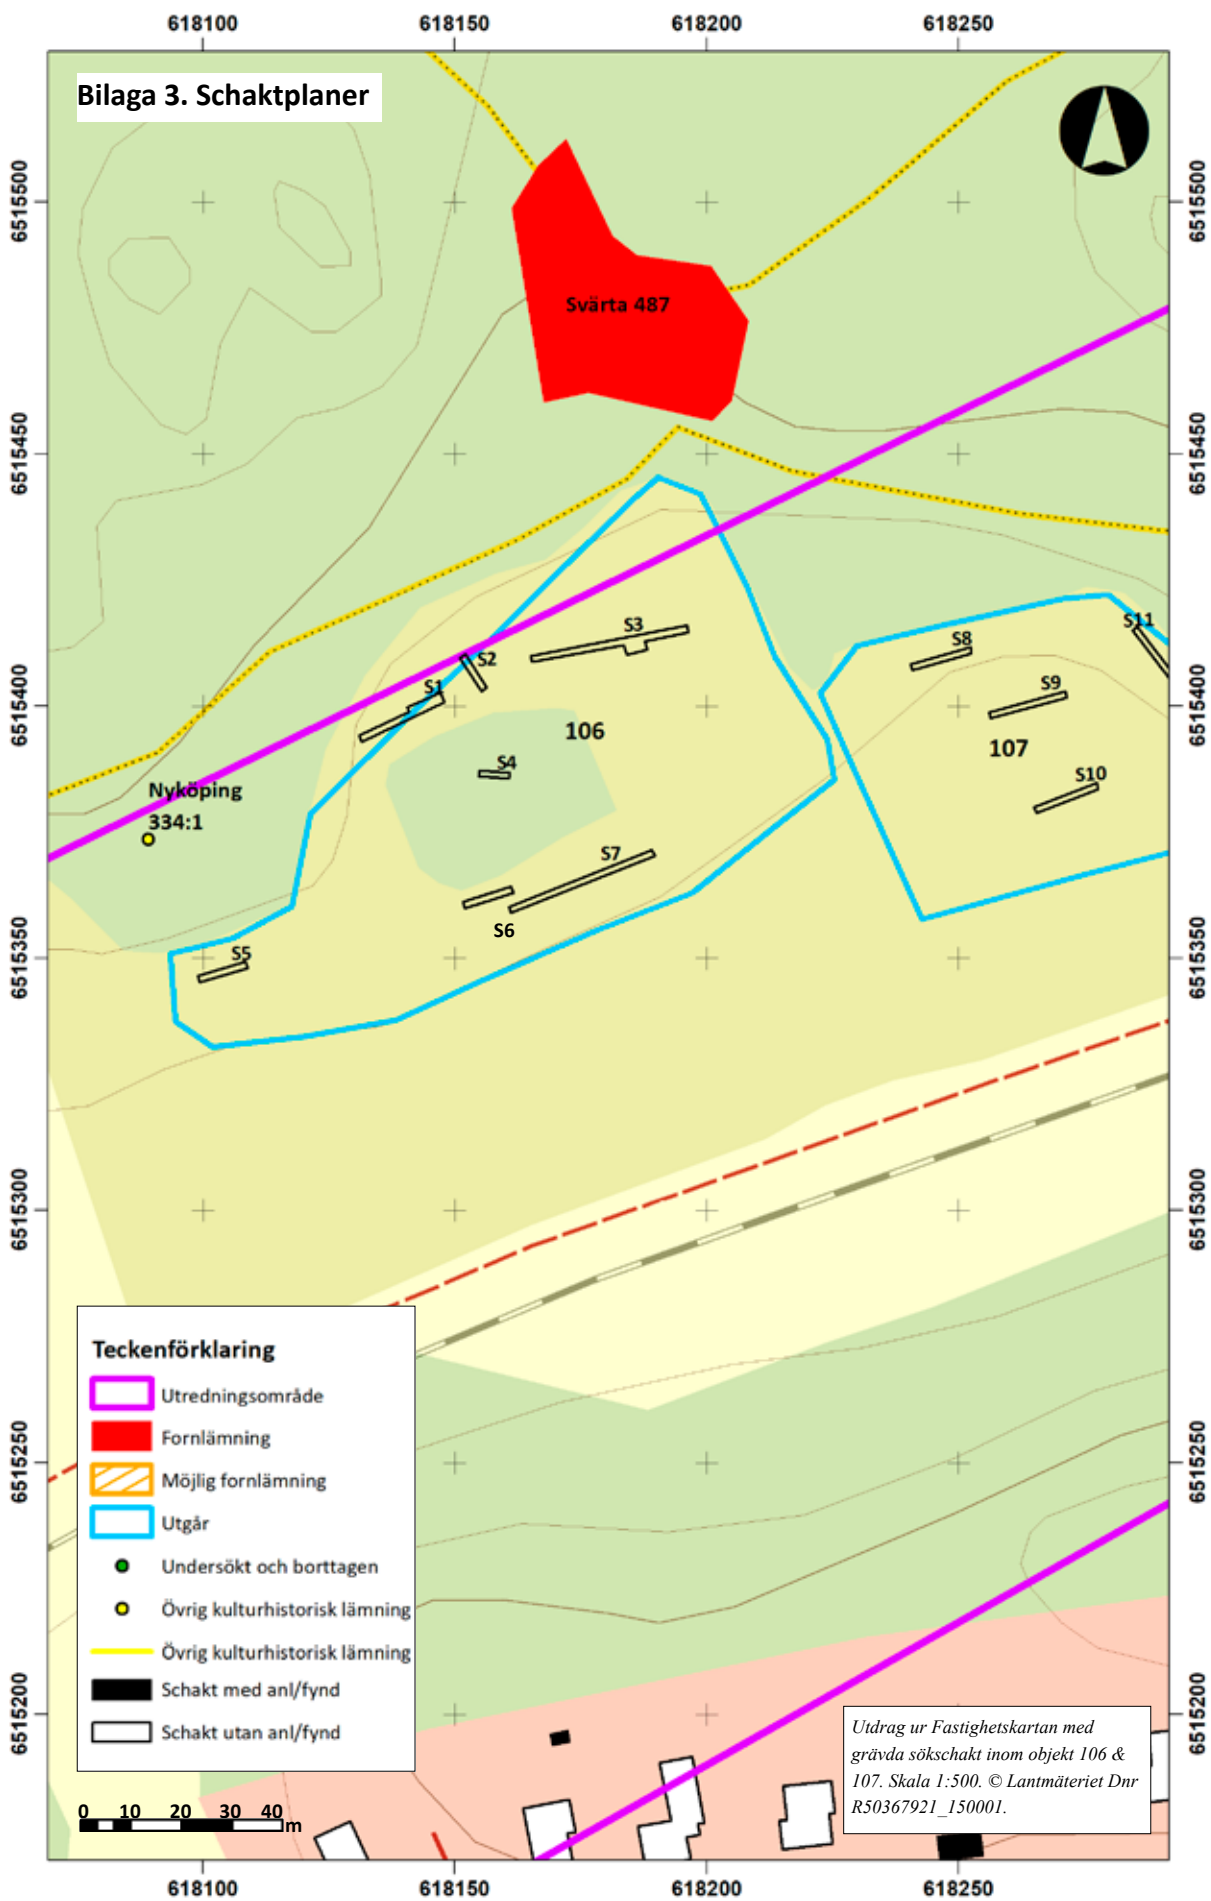 618100 618150 618200 618250
Bilaga 3. Schaktplaner
6515500 6515500
Svärta 487
6515450 6515450
S3
S11
S8
S2
S1
S9
6515400 6515400
106
107
S4
S10
Nyköping
334:1
S7
S6
S5
6515350 6515350
6515300 6515300
Teckenförklaring
Utredningsområde
Fornlämning
Möjlig fornlämning
Utgår
Undersökt och borttagen
Övrig kulturhistorisk lämning
Övrig kulturhistorisk lämning
Schakt med anl/fynd
Schakt utan anl/fynd
6515250 6515250
6515200 6515200
Utdrag ur Fastighetskartan med
grävda sökschakt inom objekt 106 &
107. Skala 1:500. © Lantmäteriet Dnr
R50367921_150001.
0 10 20 30 40
m
618100 618150 618200 618250